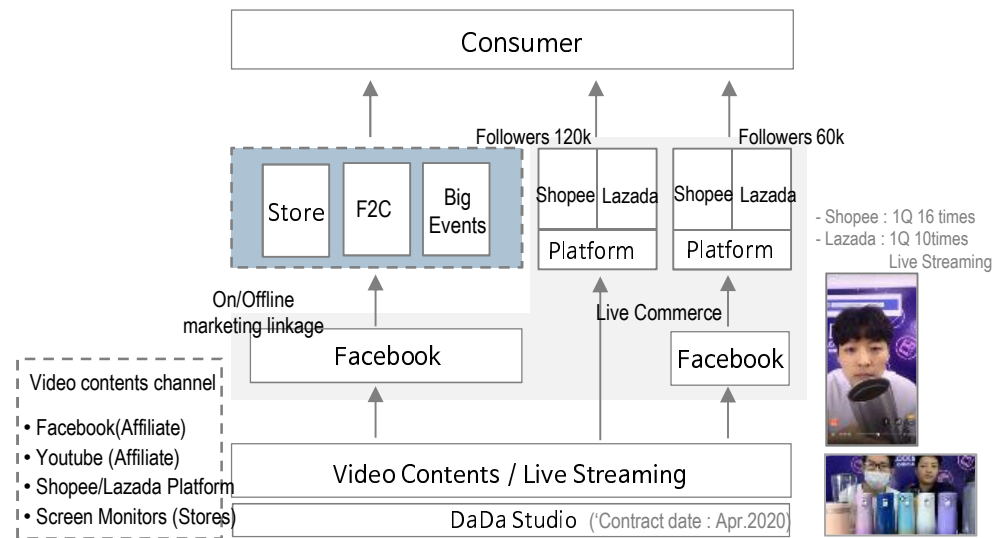 Consumer
Followers 120k
Followers 60k
Store
F2C
Big
Events
Shopee
Lazada
Platform
Shopee
Lazada
Platform
- Shopee : 1Q 16 times
- Lazada : 1Q 10times
Live Streaming
On/Offline
marketing linkage
Live Commerce
Facebook
Facebook
Video contents channel
• Facebook(Affiliate)
• Youtube (Affiliate)
• Shopee/Lazada Platform
• Screen Monitors (Stores)
Video Contents / Live Streaming
DaDa Studio (‘Contract date : Apr.2020)